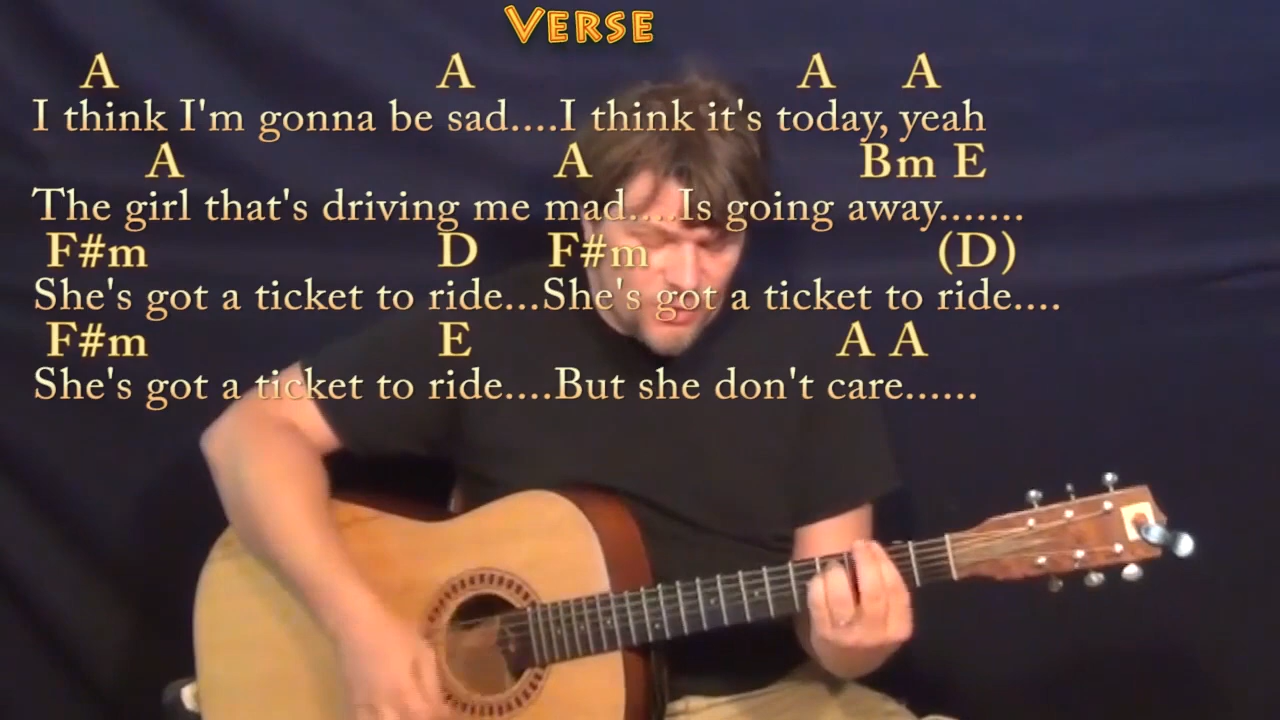 VERSE
A A A A
I think I'm gonna be sad....I think it's today, yeah
A A Bm E
The girl that's driving me mad....Is going away.......
F#m D F#m (D)
She's got a ticket to ride...She's got a ticket to ride....
F#m E A A
She's got a ticket to ride....But she don't care......